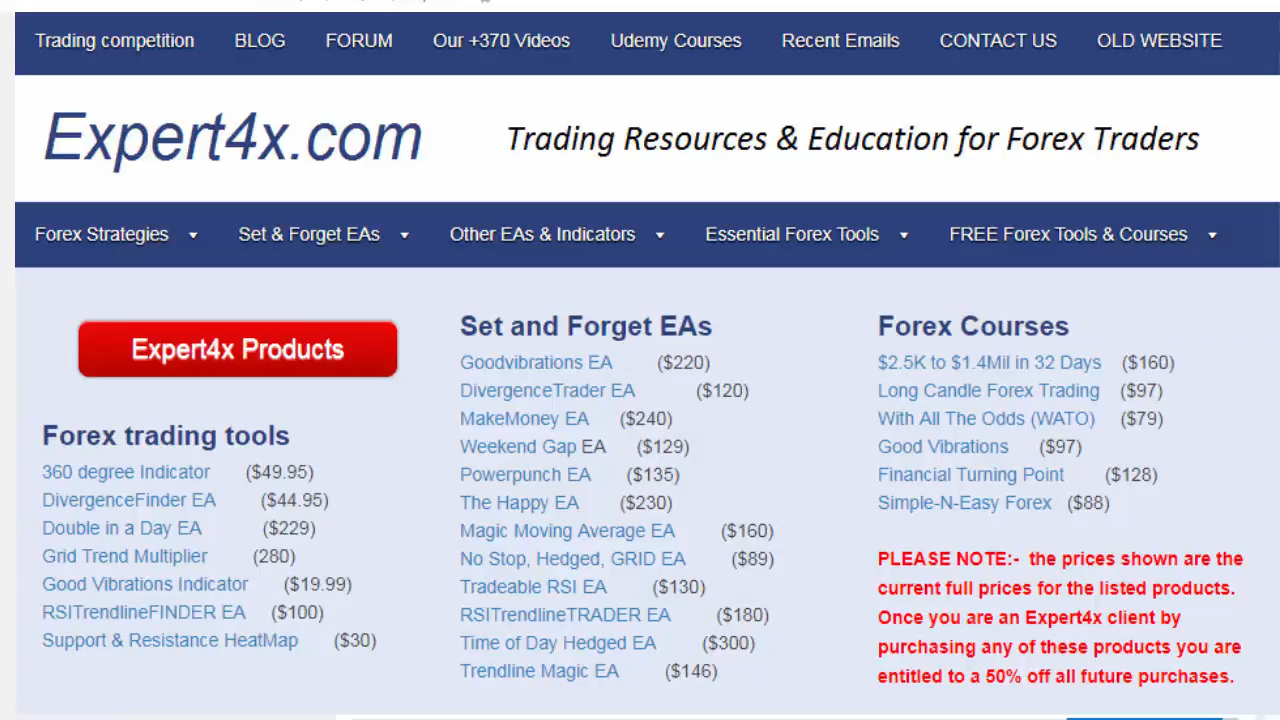 Trading competition BLOG FORUM Our +370 Videos Udemy Courses Recent Emails CONTACT US OLD WEBSITE
Expert4x.com Trading Resources & Education for Forex Traders
Forex Strategies Set & Forget EAs Other EAs & Indicators Essential Forex Tools FREE Forex Tools & Courses
Expert4x Products
Forex trading tools
360 degree Indicator ($49.95)
DivergenceFinder EA ($44.95)
Double in a Day EA ($229)
Grid Trend Multiplier (280)
Good Vibrations Indicator ($19.99)
RSITrendlineFINDER EA ($100)
Support & Resistance HeatMap ($30)
Set and Forget EAs
Goodvibrations EA ($220)
DivergenceTrader EA ($120)
MakeMoney EA ($240)
Weekend Gap EA ($129)
Powerpunch EA ($135)
The Happy EA ($230)
Magic Moving Average EA ($160)
No Stop, Hedged, GRID EA ($89)
Tradeable RSI EA ($130)
RSITrendlineTRADER EA ($180)
Time of Day Hedged EA ($300)
Trendline Magic EA ($146)
Forex Courses
$2.5K to $1.4Mil in 32 Days ($160)
Long Candle Forex Trading ($97)
With All The Odds (WATO) ($79)
Good Vibrations ($97)
Financial Turning Point ($128)
Simple-N-Easy Forex ($88)
PLEASE NOTE:- the prices shown are the
current full prices for the listed products.
Once you are an Expert4x client by
purchasing any of these products you are
entitled to a 50% off all future purchases.